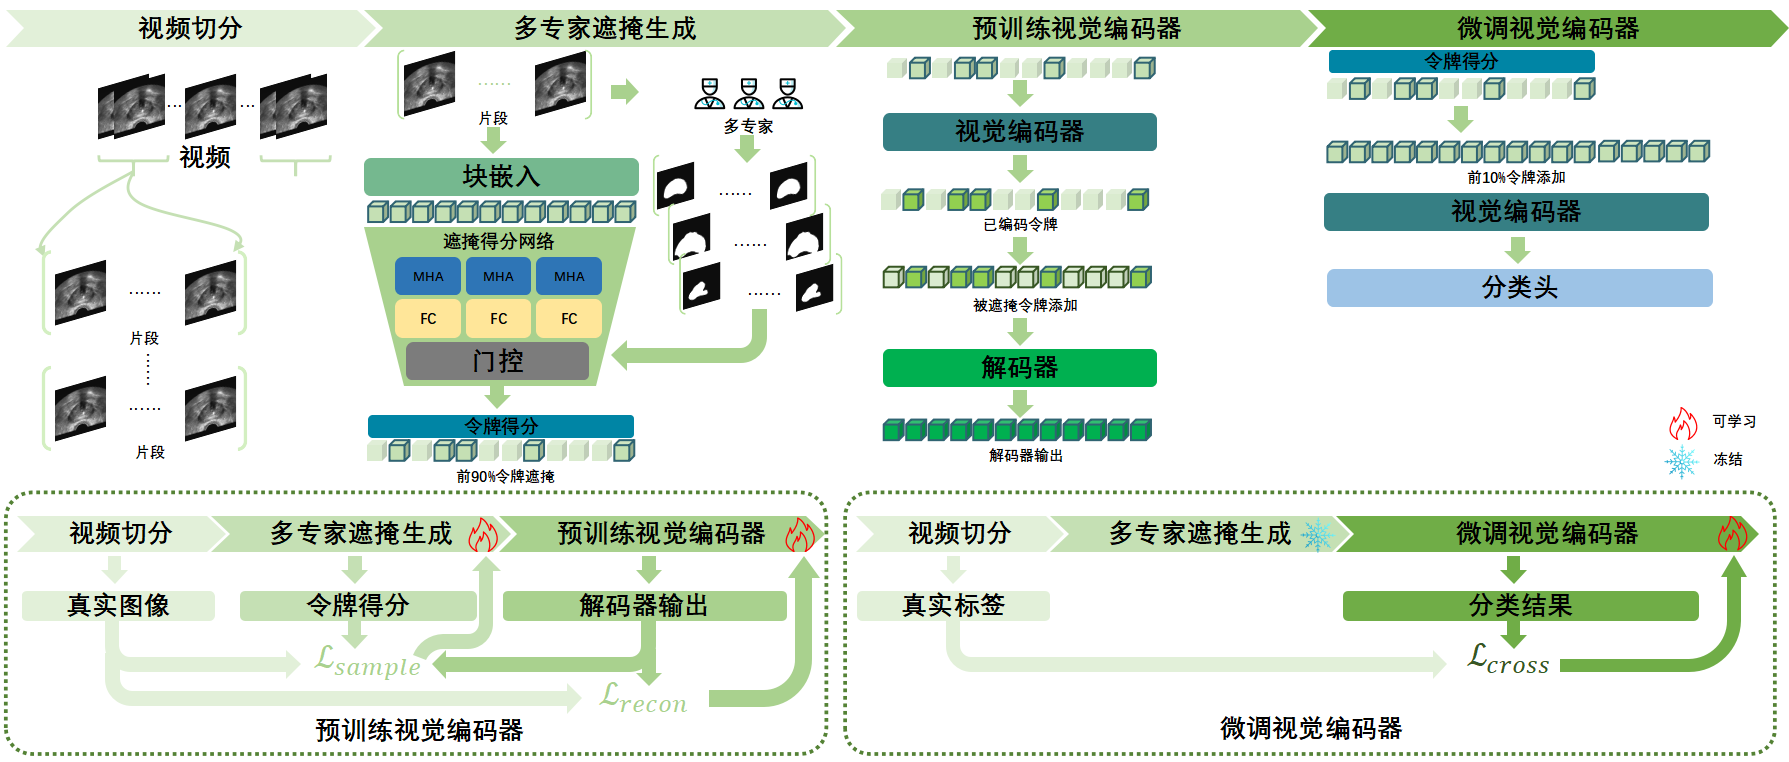 视频切分
多专家遮掩生成
预训练视觉编码器
微调视觉编码器
视频
片段
片段
片段
多专家
块嵌入
遮掩得分网络
MHA MHA MHA
FC FC FC
门控
令牌得分
前90%令牌遮掩
视觉编码器
已编码令牌
被遮掩令牌添加
解码器
解码器输出
令牌得分
前10%令牌添加
视觉编码器
分类头
可学习
冻结
视频切分
多专家遮掩生成
预训练视觉编码器
真实图像
令牌得分
解码器输出
ℒsample
ℒrecon
预训练视觉编码器
视频切分
多专家遮掩生成
微调视觉编码器
真实标签
分类结果
ℒcross
微调视觉编码器